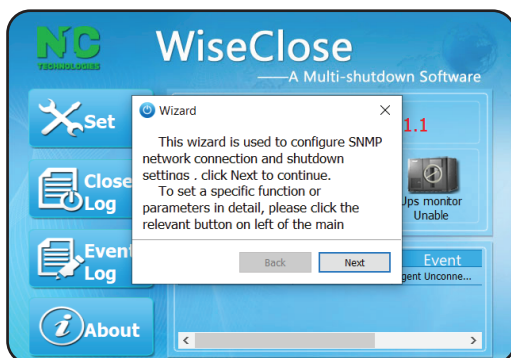 NC
TECHNOLOGIES
WiseClose
A Multi-shutdown Software
Set
Close
Log
Event
Log
About
Wizard
This wizard is used to configure SNMP
network connection and shutdown
settings . click Next to continue.
To set a specific function or
parameters in detail, please click the
relevant button on left of the main
Back
Next
1.1
Ups monitor
Unable
Event
gent Unconne...